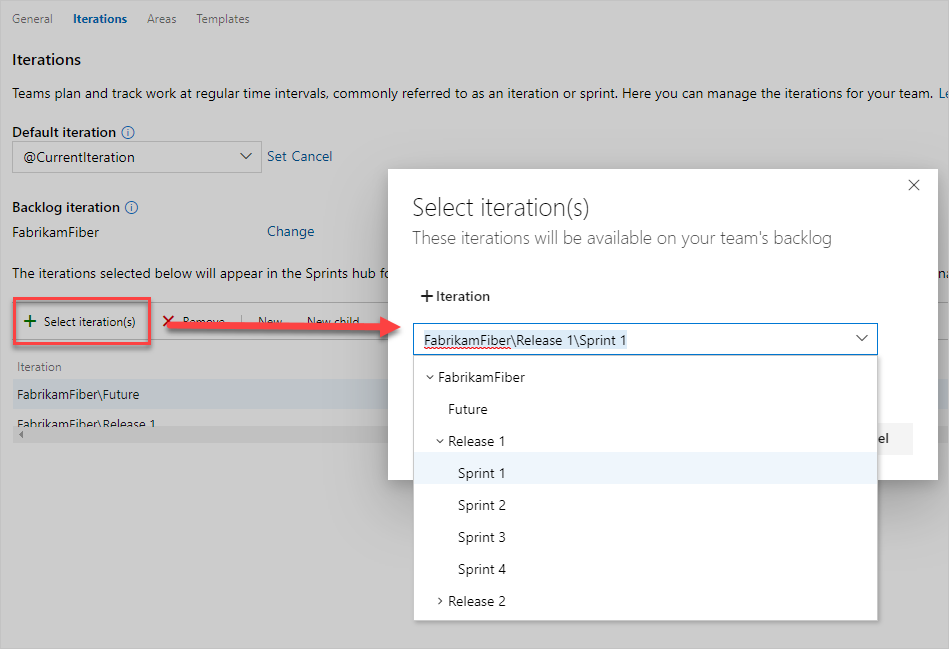 General Iterations Areas Templates
Iterations
Teams plan and track work at regular time intervals, commonly referred to as an iteration or sprint. Here you can manage the iterations for your team.
Default iteration
@CurrentIteration Set Cancel
Backlog iteration
FabrikamFiber Change
The iterations selected below will appear in the Sprints hub
+ Select iteration(s) Remove New New child
Iteration
FabrikamFiber\Future
FabrikamFiber\Release 1
Select iteration(s)
These iterations will be available on your team's backlog
+ Iteration
FabrikamFiber\Release 1\Sprint 1
FabrikamFiber
Future
Release 1
Sprint 1
Sprint 2
Sprint 3
Sprint 4
Release 2